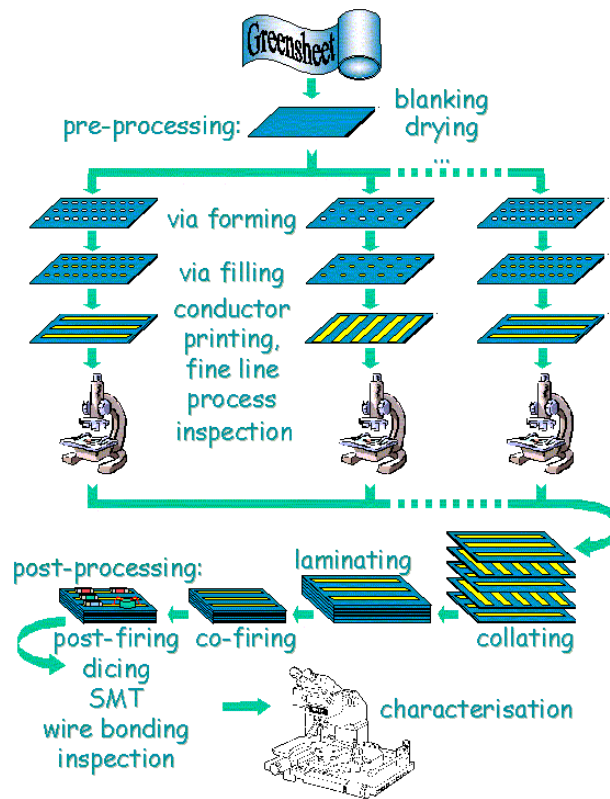 Greensheet
pre-processing:
blanking
drying
...
via forming
via filling
conductor
printing,
fine line
process
inspection
collating
laminating
co-firing
post-processing:
post-firing
dicing
SMT
wire bonding
inspection
characterisation